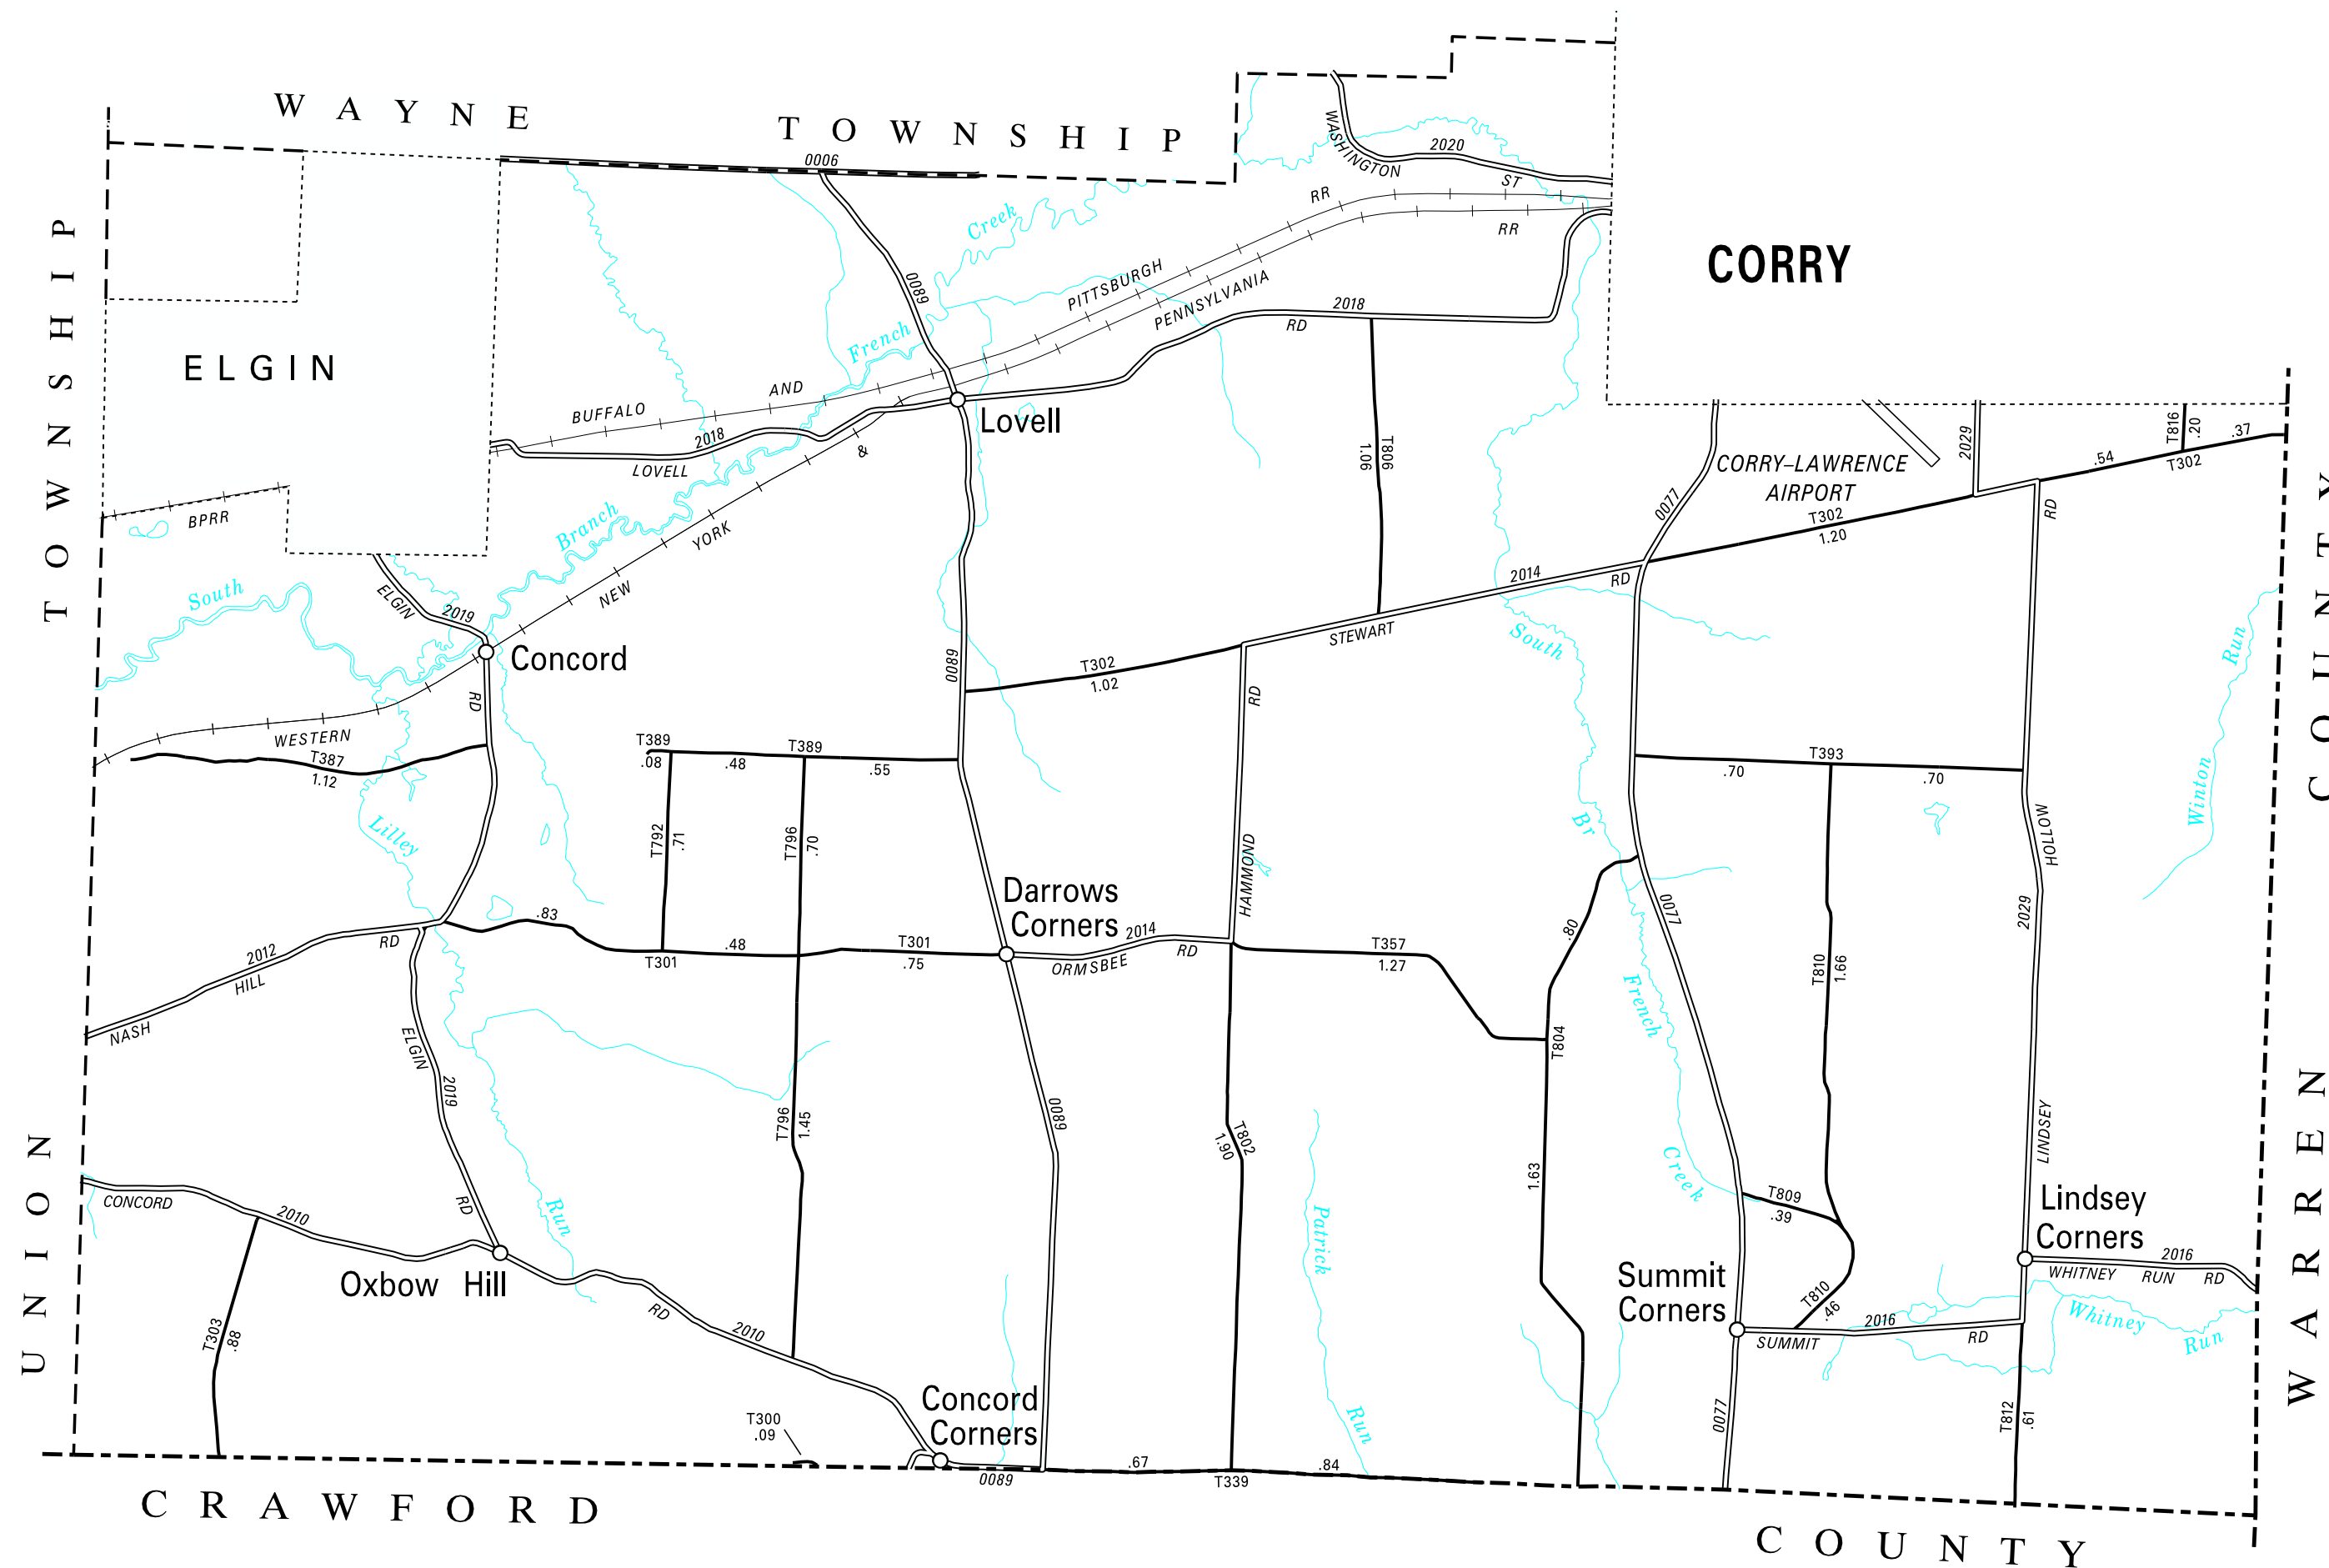 WAYNE TOWNSHIP
0006
WASHINGTON ST
2020
CORRY
TOWNSHIP
ELGIN
Creek
0089
RR
RR
PITTSBURGH
PENNSYLVANIA
2018
RD
French
AND
BUFFALO
2018
LOVELL
&
Lovell
T806
1.06
BPRR
Branch
YORK
NEW
South
ELGIN
2019
Concord
RD
WESTERN
T387
1.12
0077
CORRY–LAWRENCE
AIRPORT
2029
T816
.20
.37
T302
.54
RD
T302
1.20
2014
RD
STEWART
South
COUNTY
Run
Winton
0089
T302
1.02
RD
T389
.08
.48
T389
.55
T792
.71
T796
.70
T393
.70
.70
Br
HOLLOW
Lilley
HAMMOND
Darrows
Corners
2014
RD
ORMSBEE
.83
.48
T301
T301
.75
T357
1.27
.80
0077
2029
T810
1.66
2012
RD
HILL
NASH
French
ELGIN
2019
T804
T796
1.45
0089
T802
1.90
1.63
LINDSEY
WARREN
UNION
CONCORD
2010
RD
Run
Oxbow Hill
Patrick
Creek
T809
.39
Lindsey
Corners
2016
WHITNEY RUN RD
Summit
Corners
T810
.46
2016
SUMMIT
RD
Whitney
Run
T303
.88
RD
2010
Concord
Corners
T300
.09
0089
.67
T339
.84
Run
0077
T812
.61
CRAWFORD
COUNTY